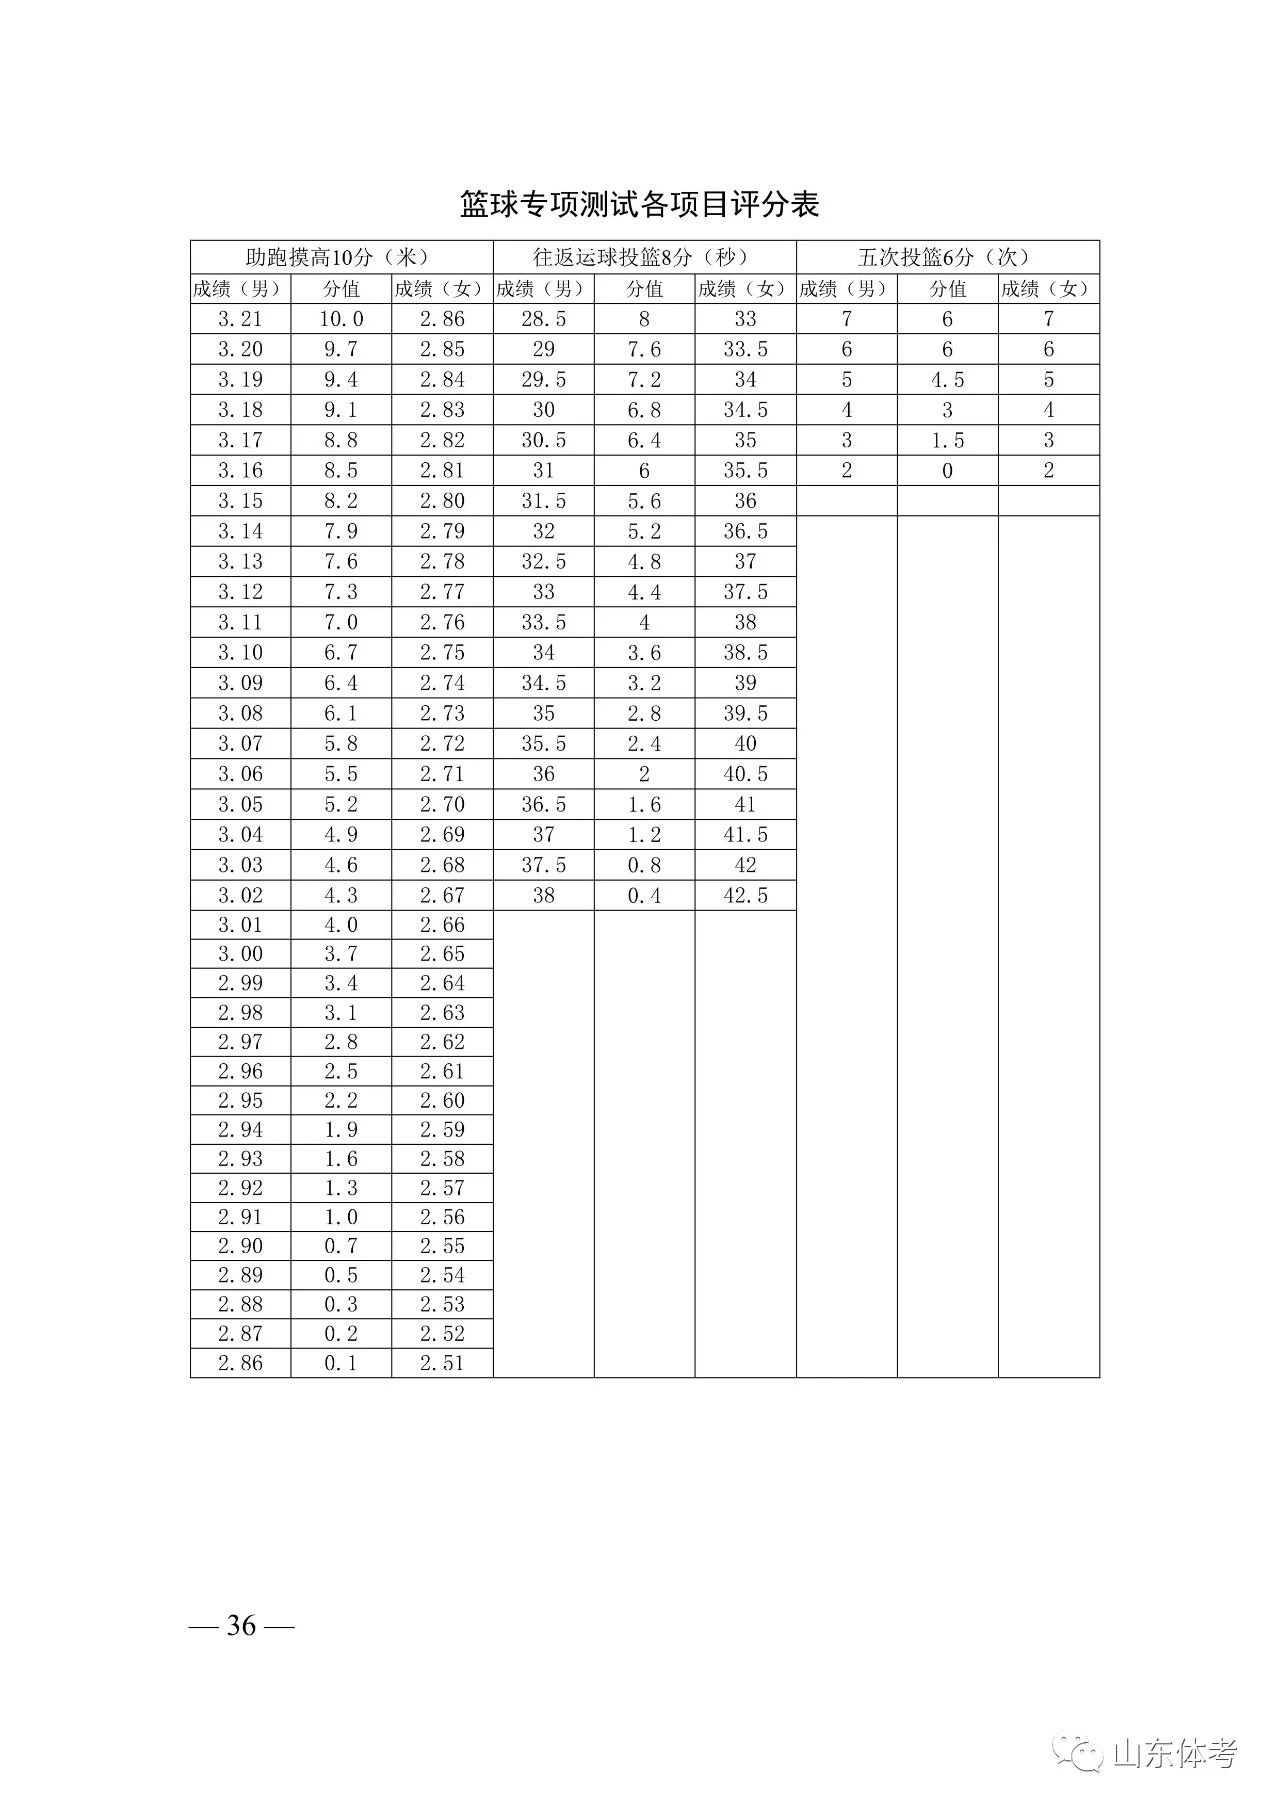 篮球专项测试各项目评分表
助跑摸高10分（米） 往返运球投篮8分（秒） 五次投篮6分（次）
成绩（男） 分值 成绩（女） 成绩（男） 分值 成绩（女） 成绩（男） 分值 成绩（女）
3.21 10.0 2.86 28.5 8 33 7 6 7
3.20 9.7 2.85 29 7.6 33.5 6 6 6
3.19 9.4 2.84 29.5 7.2 34 5 4.5 5
3.18 9.1 2.83 30 6.8 34.5 4 3 4
3.17 8.8 2.82 30.5 6.4 35 3 1.5 3
3.16 8.5 2.81 31 6 35.5 2 0 2
3.15 8.2 2.80 31.5 5.6 36
3.14 7.9 2.79 32 5.2 36.5
3.13 7.6 2.78 32.5 4.8 37
3.12 7.3 2.77 33 4.4 37.5
3.11 7.0 2.76 33.5 4 38
3.10 6.7 2.75 34 3.6 38.5
3.09 6.4 2.74 34.5 3.2 39
3.08 6.1 2.73 35 2.8 39.5
3.07 5.8 2.72 35.5 2.4 40
3.06 5.5 2.71 36 2 40.5
3.05 5.2 2.70 36.5 1.6 41
3.04 4.9 2.69 37 1.2 41.5
3.03 4.6 2.68 37.5 0.8 42
3.02 4.3 2.67 38 0.4 42.5
3.01 4.0 2.66
3.00 3.7 2.65
2.99 3.4 2.64
2.98 3.1 2.63
2.97 2.8 2.62
2.96 2.5 2.61
2.95 2.2 2.60
2.94 1.9 2.59
2.93 1.6 2.58
2.92 1.3 2.57
2.91 1.0 2.56
2.90 0.7 2.55
2.89 0.5 2.54
2.88 0.3 2.53
2.87 0.2 2.52
2.86 0.1 2.51
— 36 —
山东体考